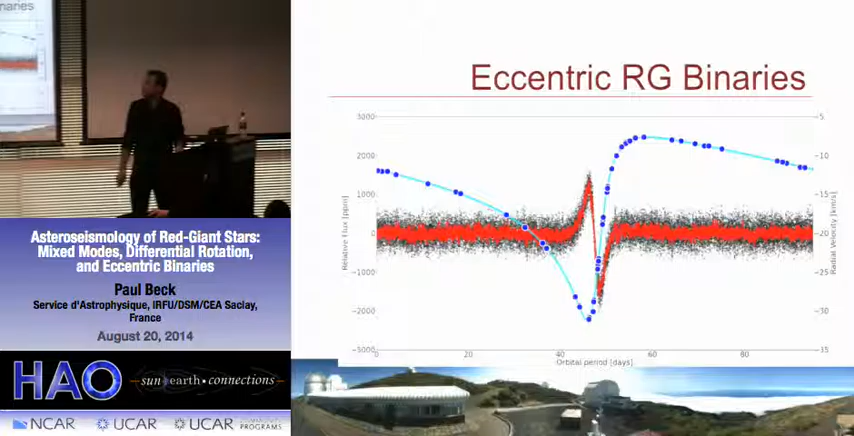 naries
Eccentric RG Binaries
Asteroseismology of Red-Giant Stars:
Mixed Modes, Differential Rotation,
and Eccentric Binaries
Paul Beck
Service d'Astrophysique, IRFU/DSM/CEA Saclay,
France
August 20, 2014
HAO
sun earth • connections
NCAR UCAR UCAR
PROGRAMS
3000
2000
1000
0
−1000
−2000
−3000
Relative Flux [ppm]
0 20 40 60 80
Orbital period [days]
−5
−10
−15
−20
−25
−30
−35
Radial Velocity [km/s]